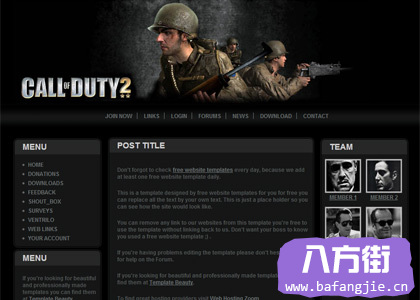 CALL OF DUTY 2
JOIN NOW | LINKS | LOGIN | FORUMS | NEWS | DOWNLOAD | CONTACT
MENU
HOME
DONATIONS
DOWNLOADS
FEEDBACK
SHOUT_BOX
SURVEYS
VENTRILO
WEB LINKS
YOUR ACCOUNT
MENU
If you're looking for beautiful
and professionally made
templates you can find them
at Template Beauty.
POST TITLE
Don't forget to check free website templates every day, because we add
at least one free website template daily.
This is a template designed by free website templates for you for free you
can replace all the text by your own text. This is just a place holder so you
can see how the site would look like.
You can remove any link to our websites from this template you're free to
use the template without linking back to us. Don't want your boss to know
you used a free website template ;).
If you're having problems editing the template please don't hesitate
for help on the Forum.
If you're looking for beautiful and professionally made templates
find them at Template Beauty.
To find great hosting providers visit Web Hosting Zoom
TEAM
MEMBER 1
MEMBER 2
八方街
www.bafangjie.cn